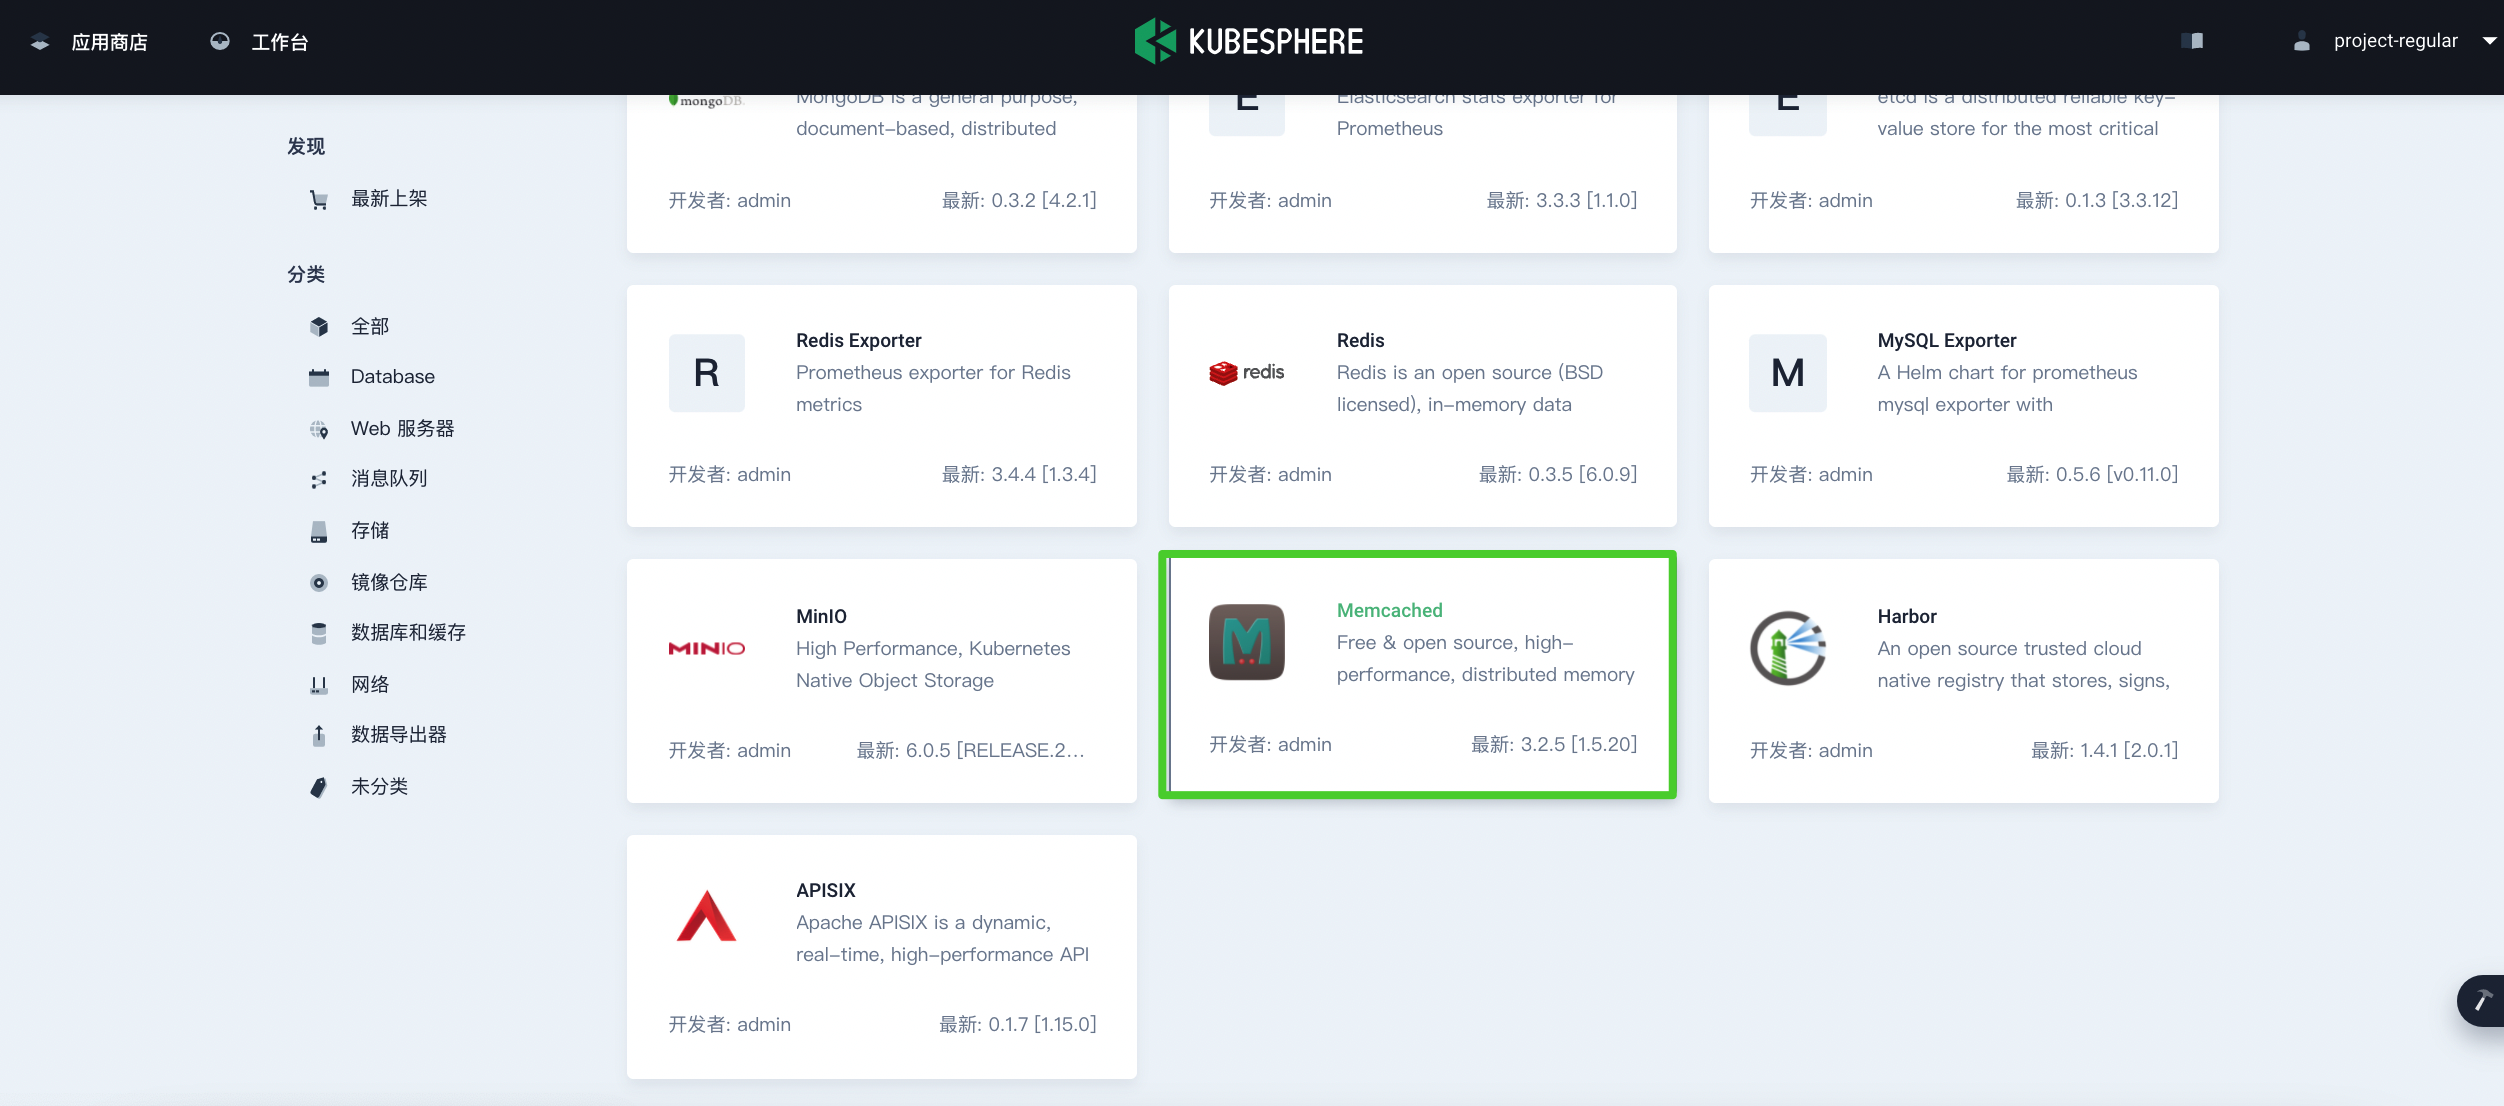 应用商店
工作台
KUBESPHERE
project-regular
发现
最新上架
分类
全部
Database
Web 服务器
消息队列
存储
镜像仓库
数据库和缓存
网络
数据导出器
未分类
mongoDB.
MongoDB is a general purpose,
document-based, distributed
开发者: admin
最新: 0.3.2 [4.2.1]
E
Elasticsearch stats exporter for
Prometheus
开发者: admin
最新: 3.3.3 [1.1.0]
E
etcd is a distributed reliable key-
value store for the most critical
开发者: admin
最新: 0.1.3 [3.3.12]
R
Redis Exporter
Prometheus exporter for Redis
metrics
开发者: admin
最新: 3.4.4 [1.3.4]
redis
Redis
Redis is an open source (BSD
licensed), in-memory data
开发者: admin
最新: 0.3.5 [6.0.9]
M
MySQL Exporter
A Helm chart for prometheus
mysql exporter with
开发者: admin
最新: 0.5.6 [v0.11.0]
MINIO
MinIO
High Performance, Kubernetes
Native Object Storage
开发者: admin
最新: 6.0.5 [RELEASE.2...
M
Memcached
Free & open source, high-
performance, distributed memory
开发者: admin
最新: 3.2.5 [1.5.20]
Harbor
An open source trusted cloud
native registry that stores, signs,
开发者: admin
最新: 1.4.1 [2.0.1]
APISIX
Apache APISIX is a dynamic,
real-time, high-performance API
开发者: admin
最新: 0.1.7 [1.15.0]